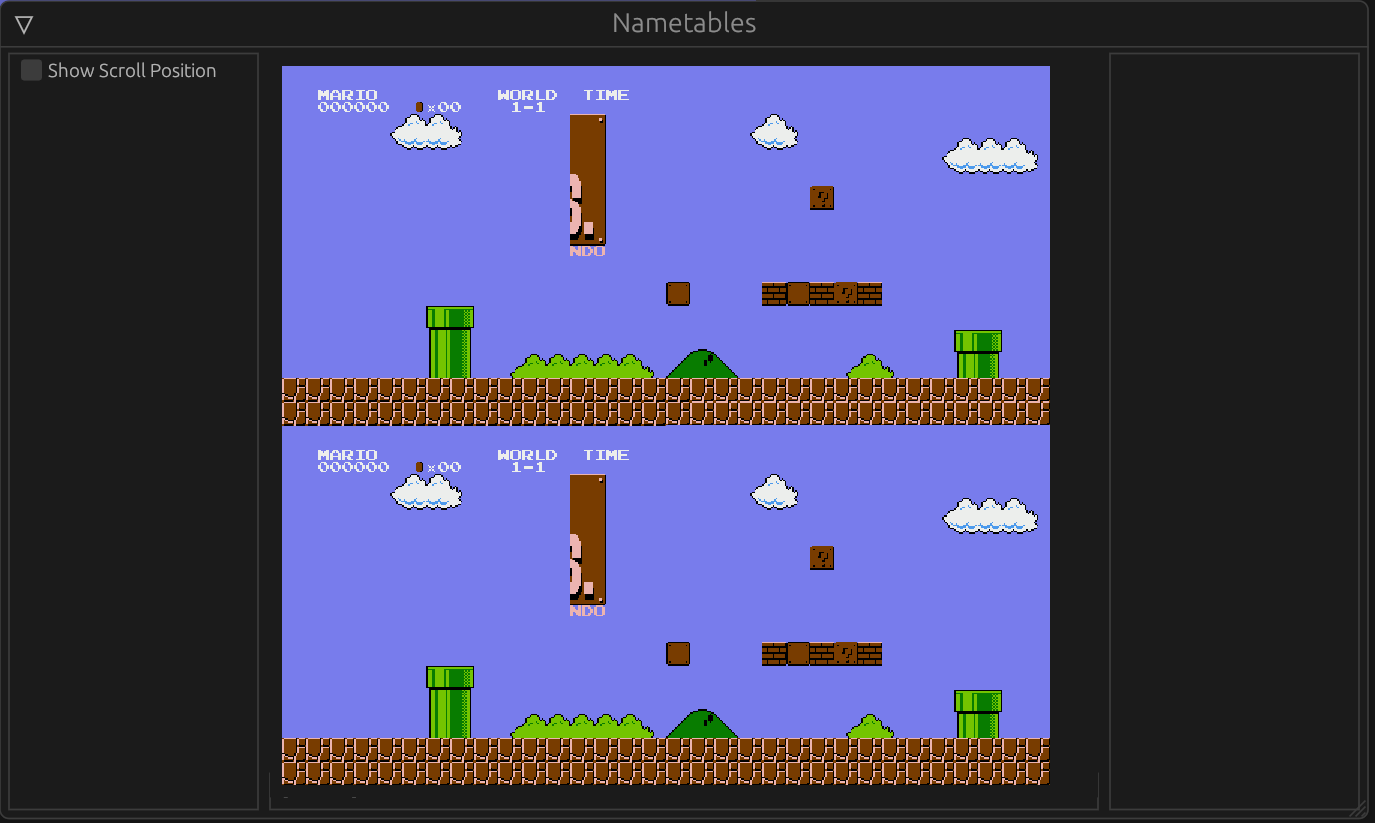 Nametables
Show Scroll Position
MARIO WORLD TIME
000000 ×00 1-1
?
S.
NDO
?
MARIO WORLD TIME
000000 ×00 1-1
?
S.
NDO
?